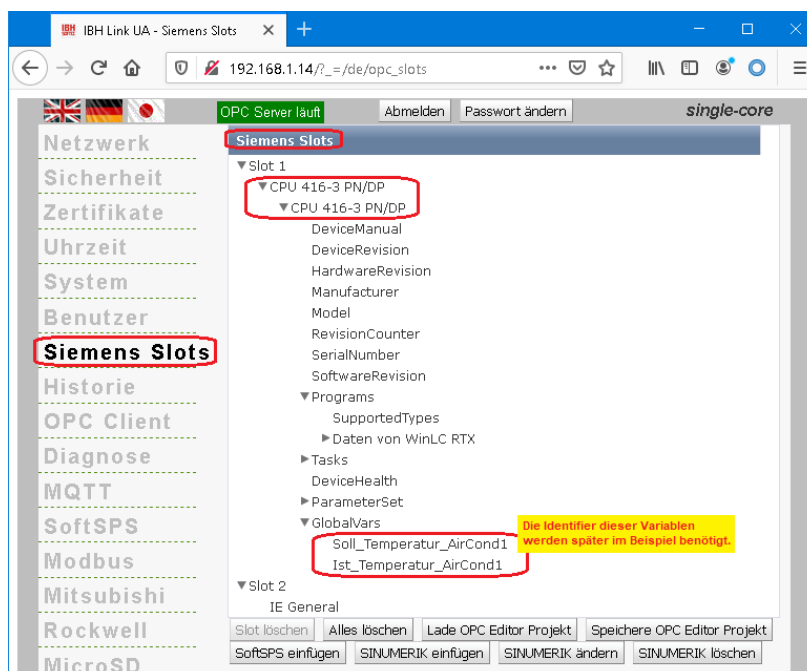 IBH Link UA - Siemens Slots
192.168.1.14/?_=/de/opc_slots
OPC Server läuft
Abmelden
Passwort ändern
single-core
Netzwerk
Sicherheit
Zertifikate
Uhrzeit
System
Benutzer
Siemens Slots
Historie
OPC Client
Diagnose
MQTT
SoftSPS
Modbus
Mitsubishi
Rockwell
MicroSD
Siemens Slots
Slot 1
CPU 416-3 PN/DP
CPU 416-3 PN/DP
DeviceManual
DeviceRevision
HardwareRevision
Manufacturer
Model
RevisionCounter
SerialNumber
SoftwareRevision
Programs
SupportedTypes
Daten von WinLC RTX
Tasks
DeviceHealth
ParameterSet
GlobalVars
Soll_Temperatur_AirCond1
Ist_Temperatur_AirCond1
Die Identifier dieser Variablen
werden später im Beispiel benötigt.
Slot 2
IE General
Slot löschen
Alles löschen
Lade OPC Editor Projekt
Speichere OPC Editor Projekt
SoftSPS einfügen
SINUMERIK einfügen
SINUMERIK ändern
SINUMERIK löschen